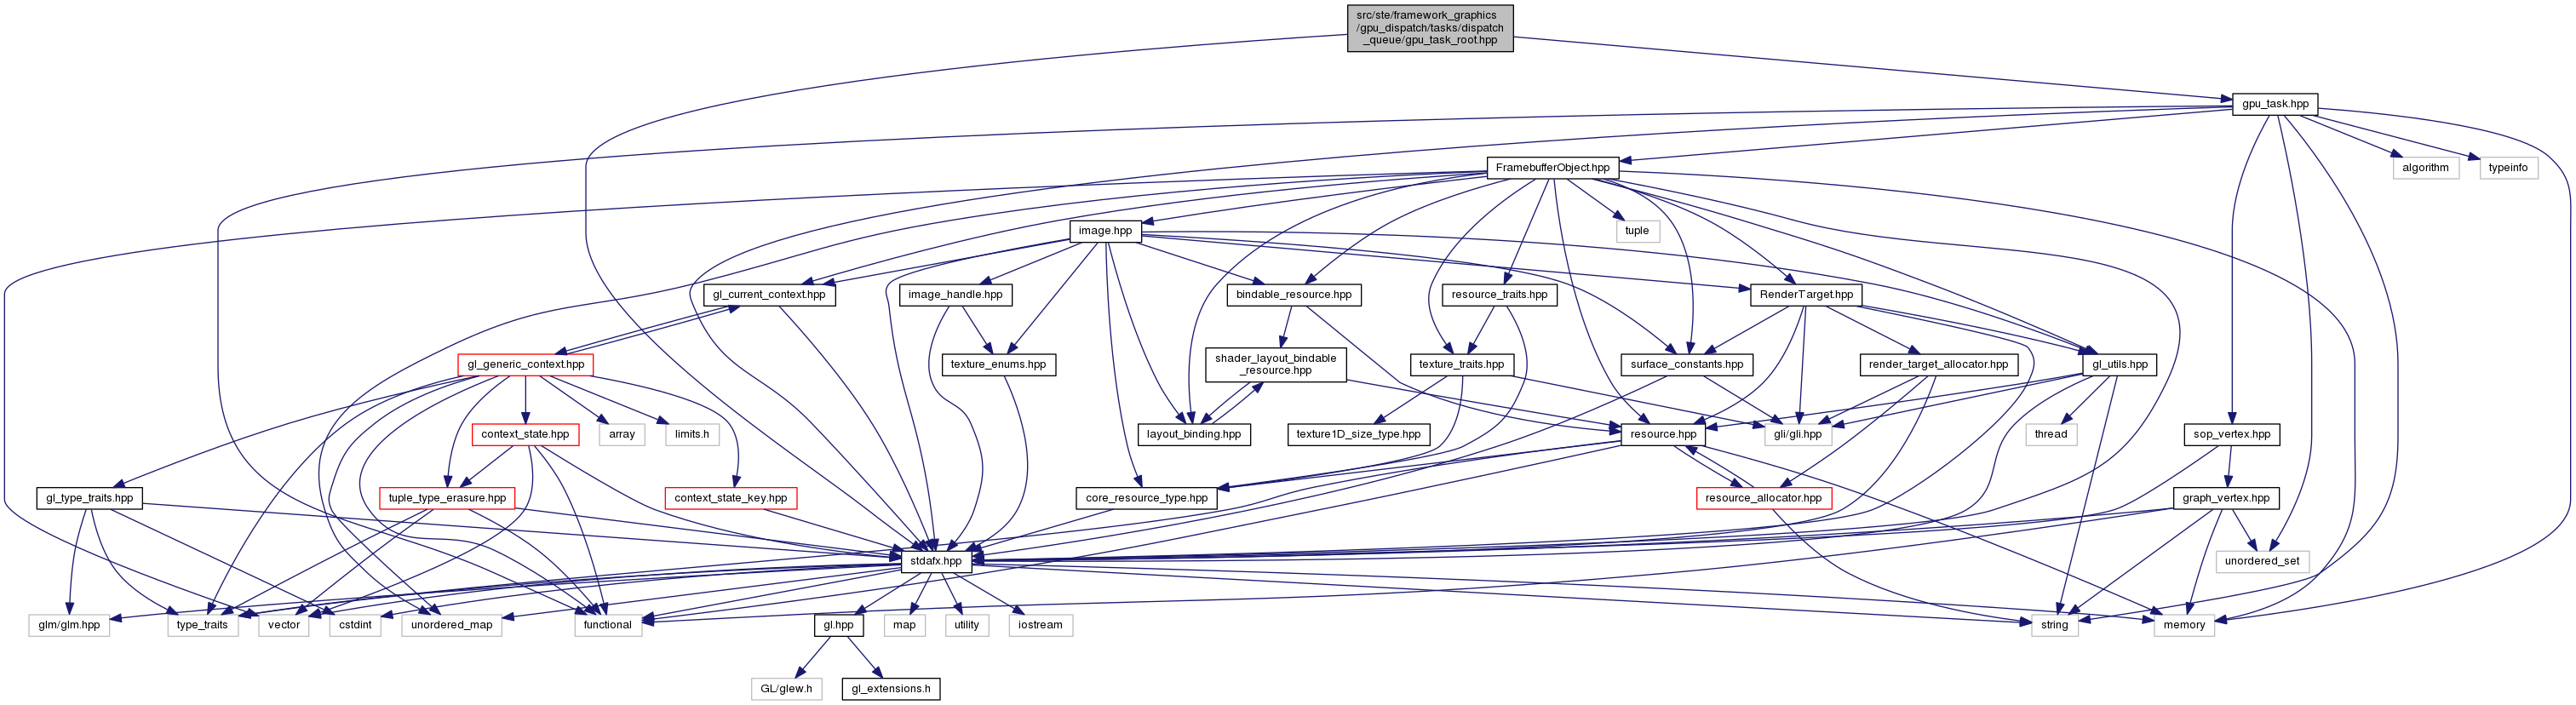 src/ste/framework_graphics
/gpu_dispatch/tasks/dispatch
_queue/gpu_task_root.hpp
gpu_task.hpp
FramebufferObject.hpp
algorithm
typeinfo
image.hpp
tuple
gl_current_context.hpp
image_handle.hpp
bindable_resource.hpp
resource_traits.hpp
RenderTarget.hpp
gl_generic_context.hpp
texture_enums.hpp
shader_layout_bindable
_resource.hpp
texture_traits.hpp
surface_constants.hpp
render_target_allocator.hpp
gl_utils.hpp
context_state.hpp
array
limits.h
layout_binding.hpp
texture1D_size_type.hpp
resource.hpp
gli/gli.hpp
thread
sop_vertex.hpp
gl_type_traits.hpp
tuple_type_erasure.hpp
context_state_key.hpp
core_resource_type.hpp
resource_allocator.hpp
graph_vertex.hpp
stdafx.hpp
unordered_set
glm/glm.hpp
type_traits
vector
cstdint
unordered_map
functional
gl.hpp
map
utility
iostream
string
memory
GL/glew.h
gl_extensions.h